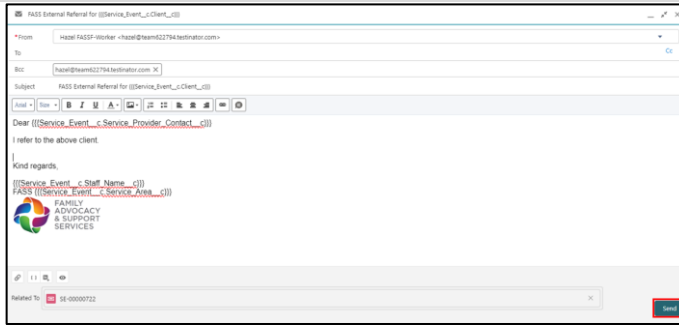 FASS External Referral for {{{Service_Event__c.Client__c}}}
*From Hazel FASSF-Worker <hazel@team622794.testinator.com>
To Cc
Bcc hazel@team622794.testinator.com ×
Subject FASS External Referral for {{{Service_Event__c.Client__c}}}
Arial Size B I U A
Dear {{{Service_Event__c.Service_Provider_Contact__c}}}
I refer to the above client.
Kind regards,
{{{Service_Event__c.Staff_Name__c}}}
FASS {{{Service_Event__c.Service_Area__c}}}
FAMILY
ADVOCACY
& SUPPORT
SERVICES
Related To SE-00000722 ×
Send